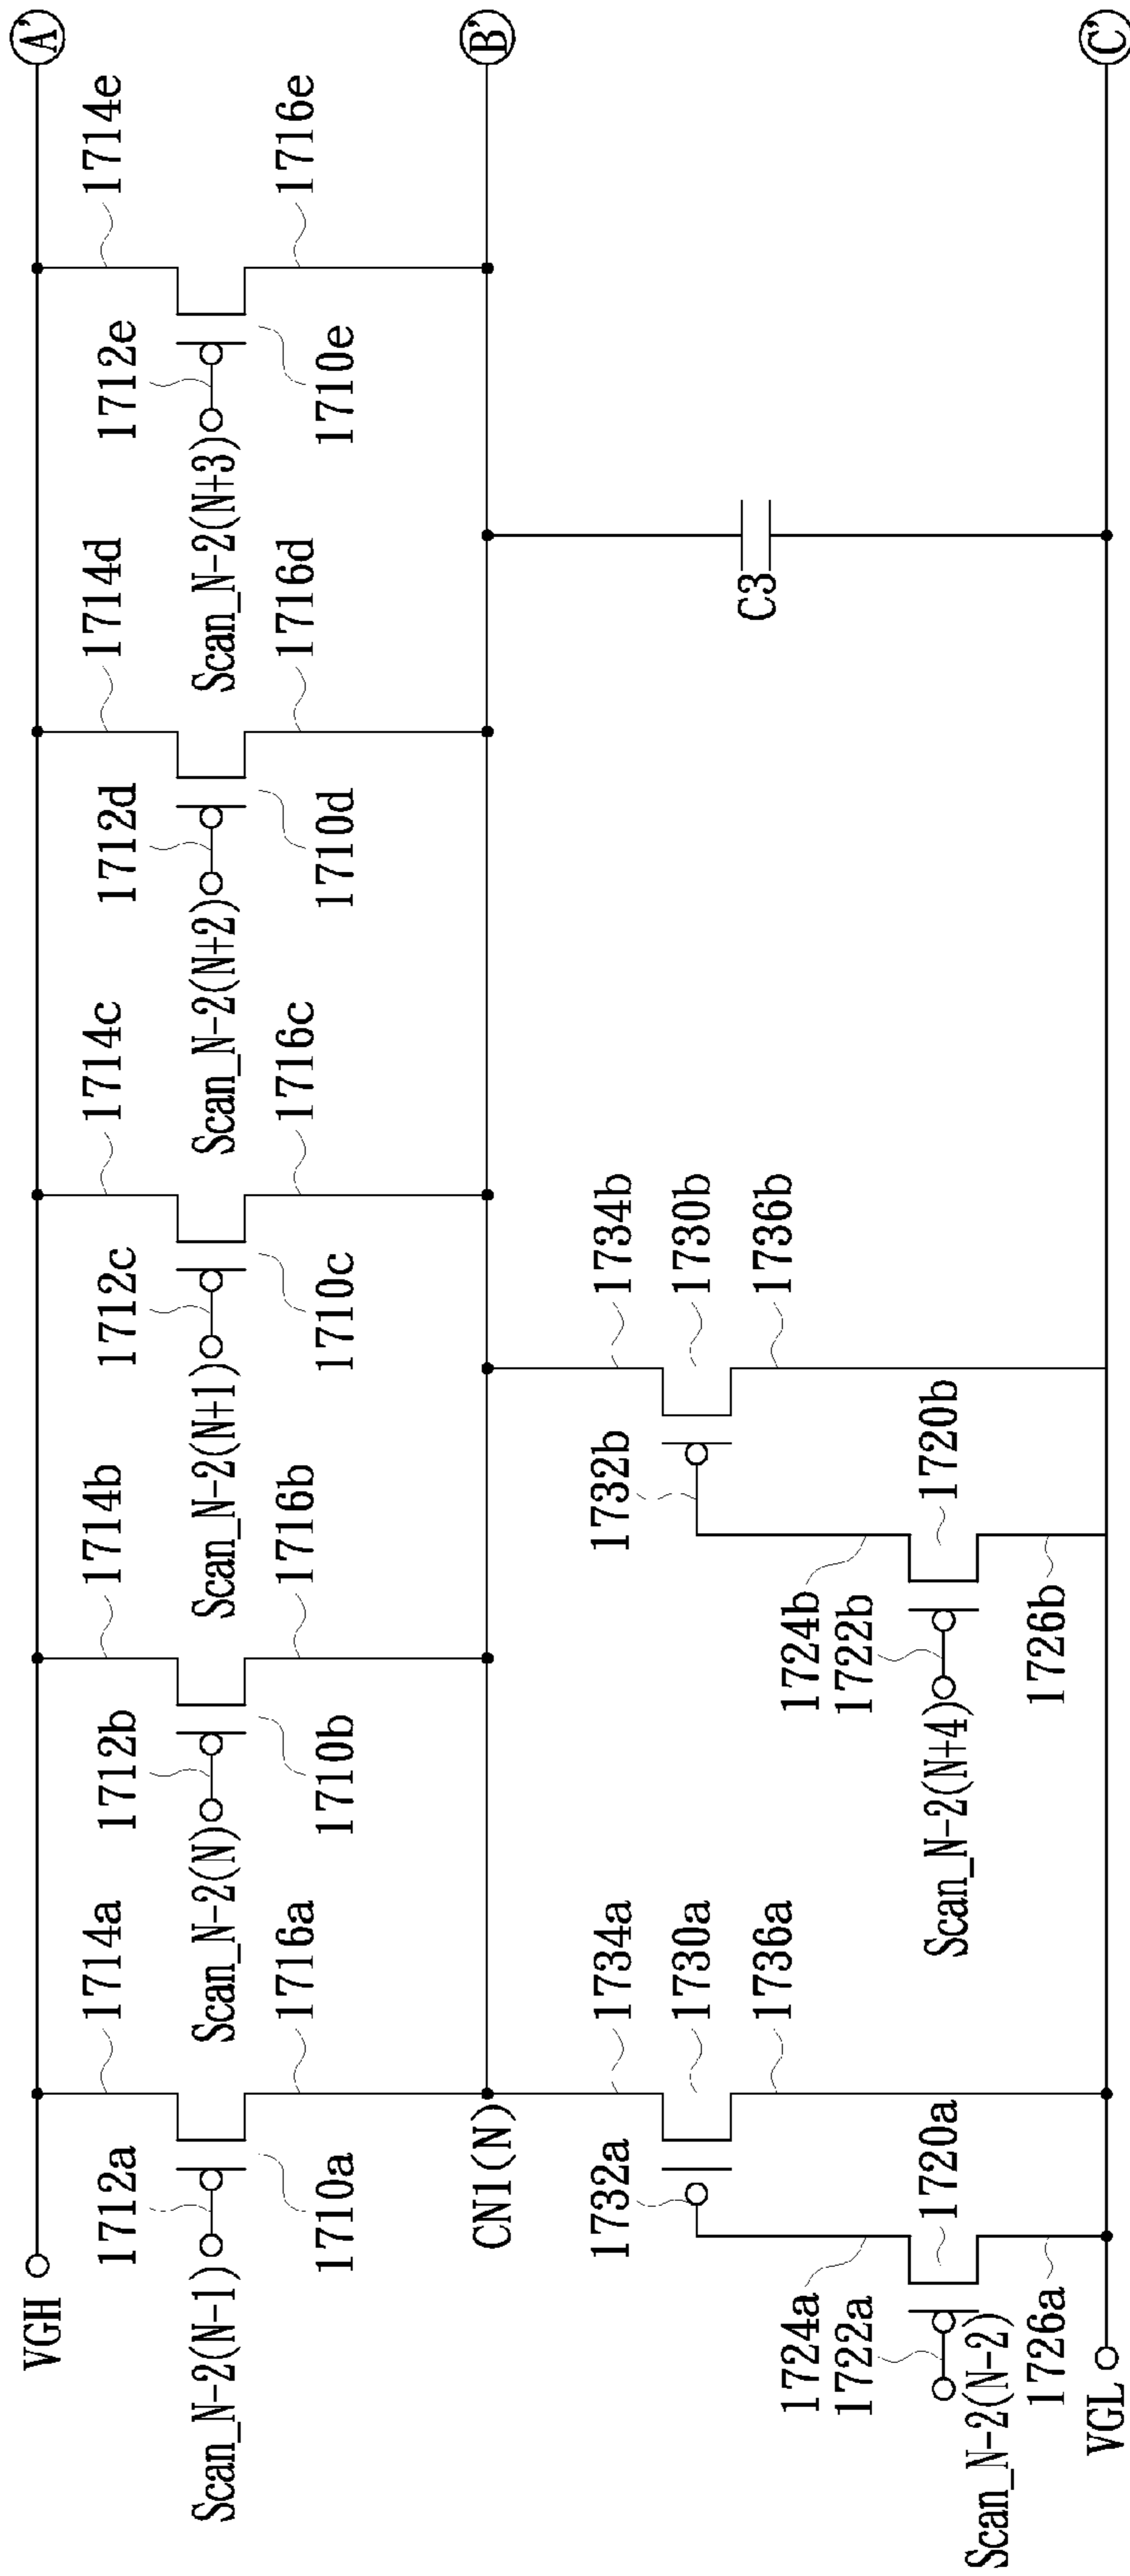 VGH
A'
1714a
1714b
1714c
1714d
1714e
1712a
1712b
1712c
1712d
1712e
Scan_N-2(N-1)
Scan_N-2(N)
Scan_N-2(N+1)
Scan_N-2(N+2)
Scan_N-2(N+3)
1716a
1716b
1716c
1716d
1716e
1710a
1710b
1710c
1710d
1710e
CN1(N)
B'
1732a
1734a
1732b
1734b
1730a
1730b
C3
1724a
1736a
1724b
1736b
1722a
1722b
1720a
1720b
Scan_N-2(N-2)
Scan_N-2(N+4)
1726a
1726b
VGL
C'